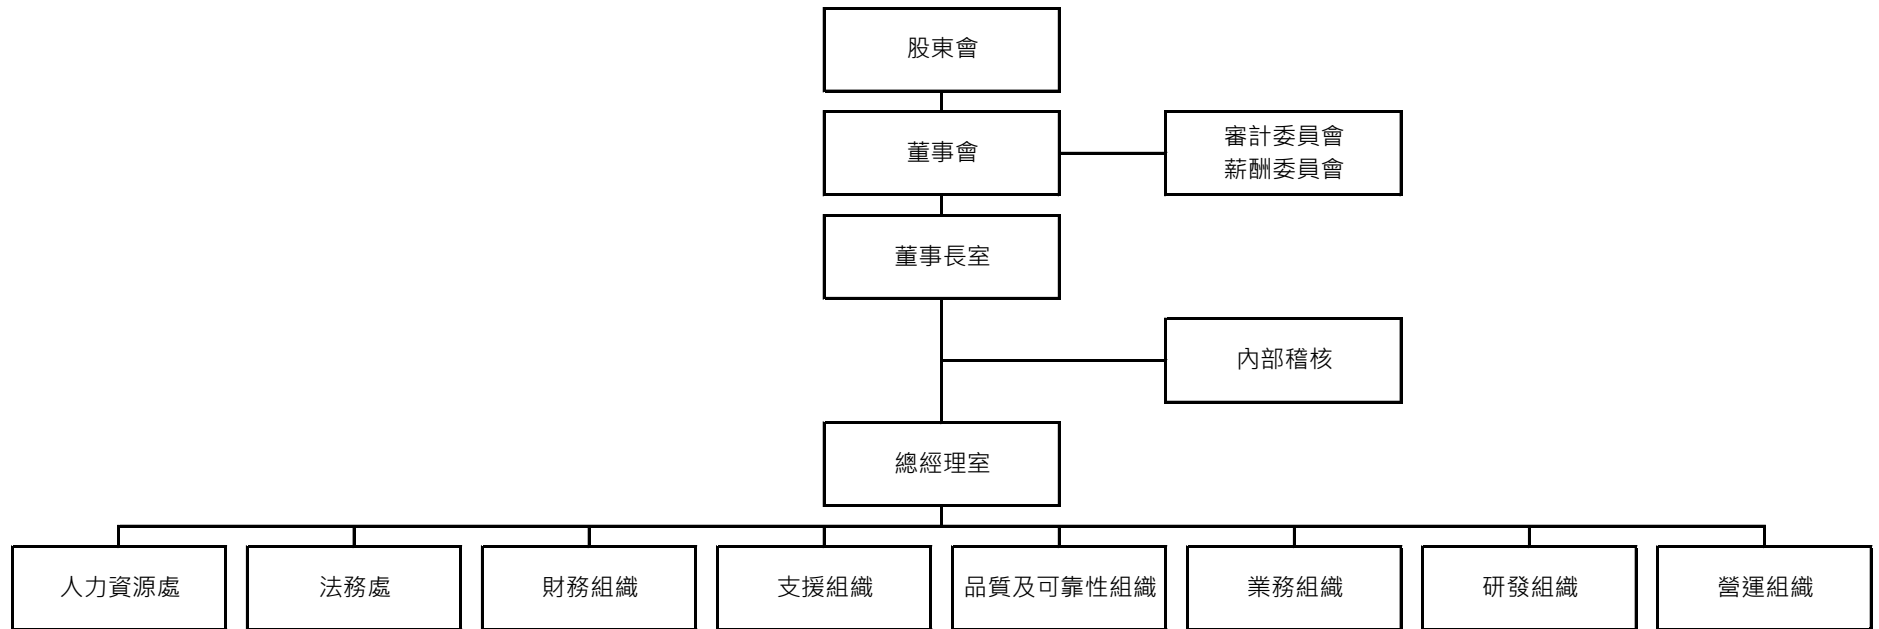 股東會
董事會
審計委員會
薪酬委員會
董事長室
內部稽核
總經理室
人力資源處
法務處
財務組織
支援組織
品質及可靠性組織
業務組織
研發組織
營運組織